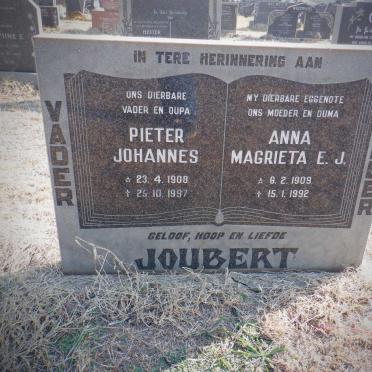 IN TERE HERINNERING AAN
VADER
ONS DIERBARE
VADER EN OUPA
PIETER
JOHANNES
☆ 23. 4. 1908
✝ 25. 10. 1997
MY DIERBARE EGGENOTE
ONS MOEDER EN OUMA
ANNA
MAGRIETA E. J.
☆ 8. 2. 1909
✝ 15. 1. 1992
GELOOF, HOOP EN LIEFDE
JOUBERT